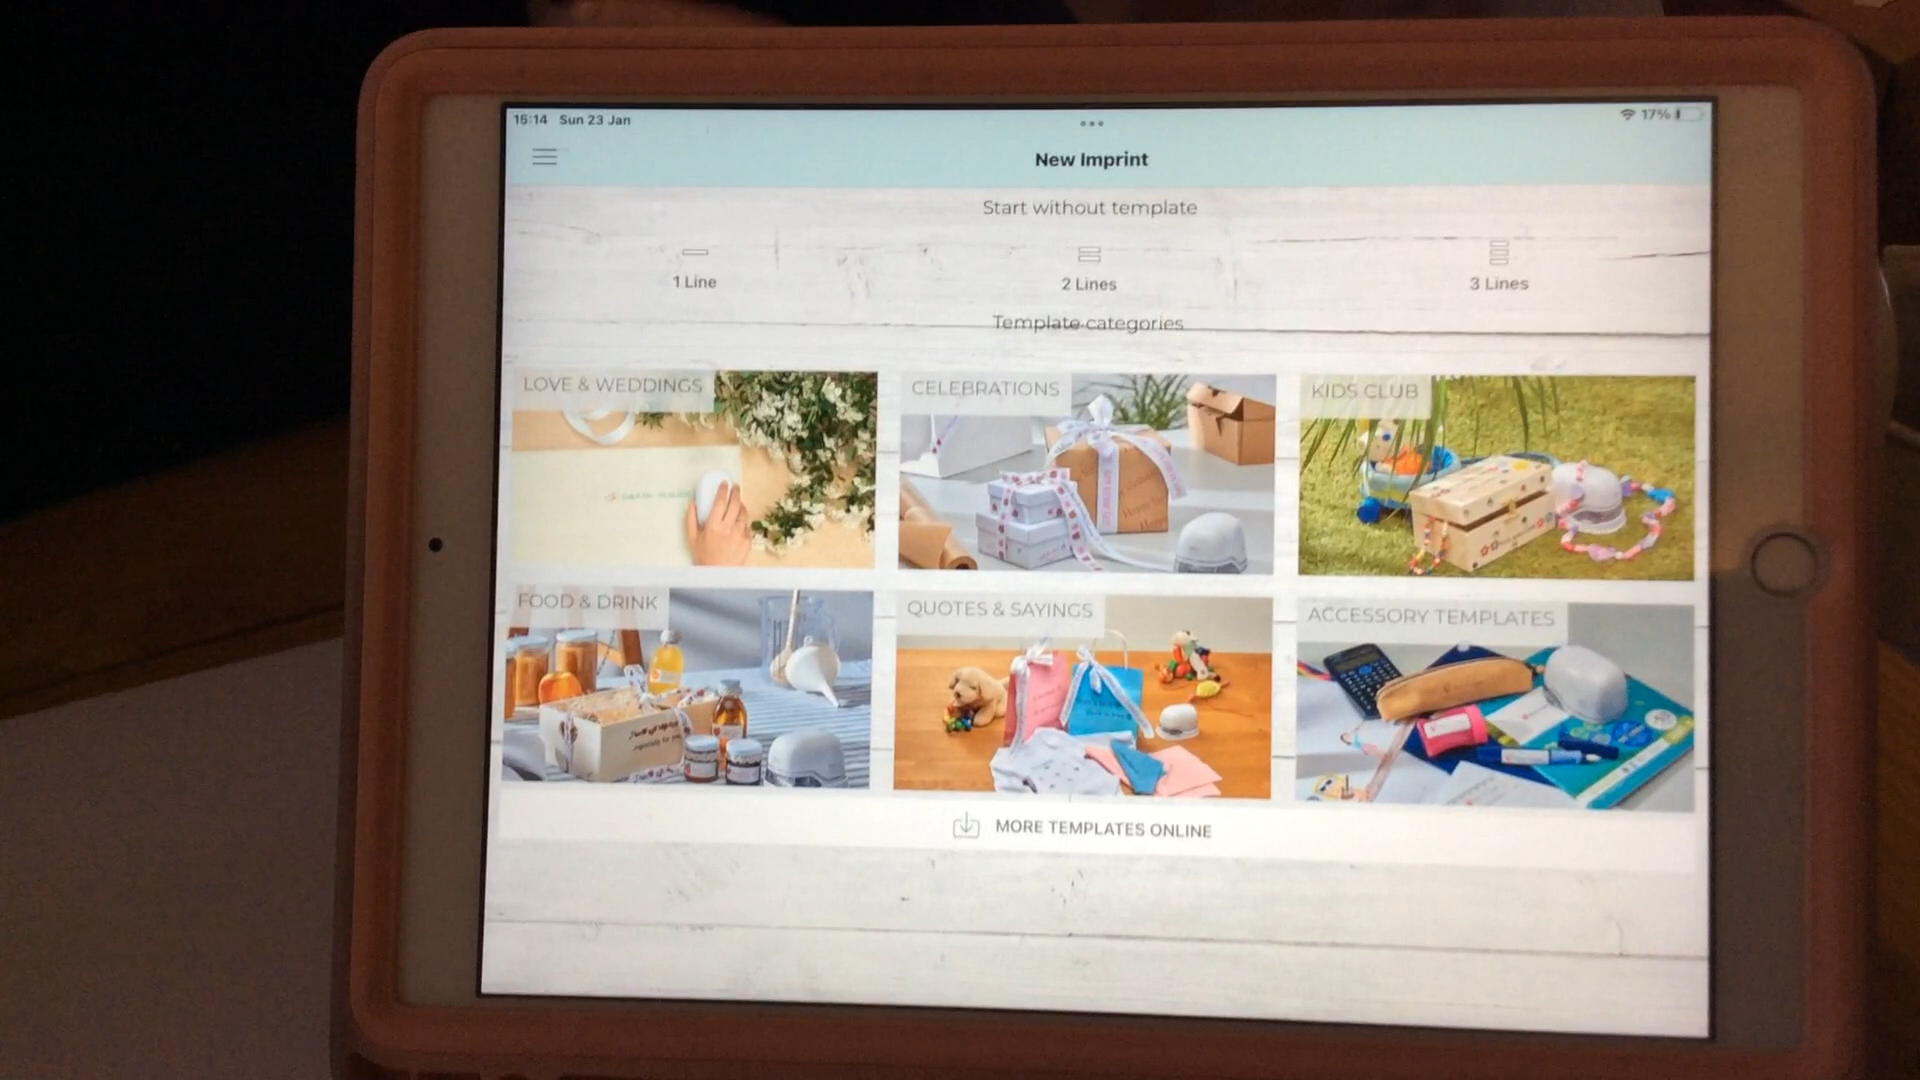 15:14 Sun 23 Jan
17%
New Imprint
Start without template
1 Line
2 Lines
3 Lines
Template categories
LOVE & WEDDINGS
CELEBRATIONS
KIDS CLUB
FOOD & DRINK
QUOTES & SAYINGS
ACCESSORY TEMPLATES
MORE TEMPLATES ONLINE